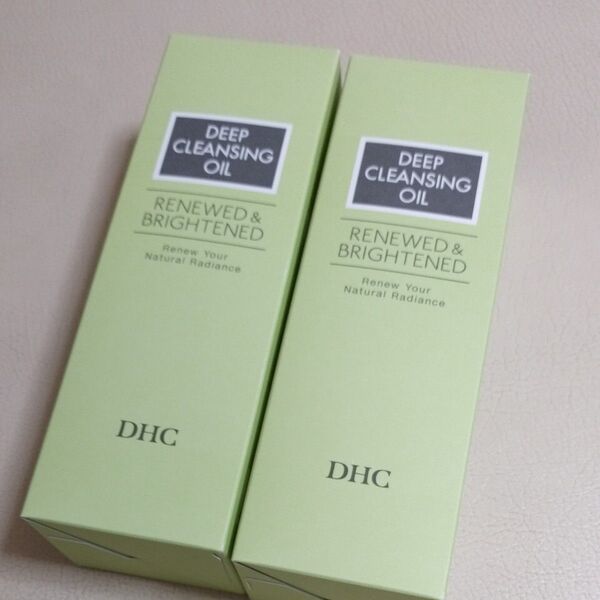 DEEP
CLEANSING
OIL
RENEWED &
BRIGHTENED
Renew Your
Natural Radiance
DHC
DEEP
CLEANSING
OIL
RENEWED &
BRIGHTENED
Renew Your
Natural Radiance
DHC